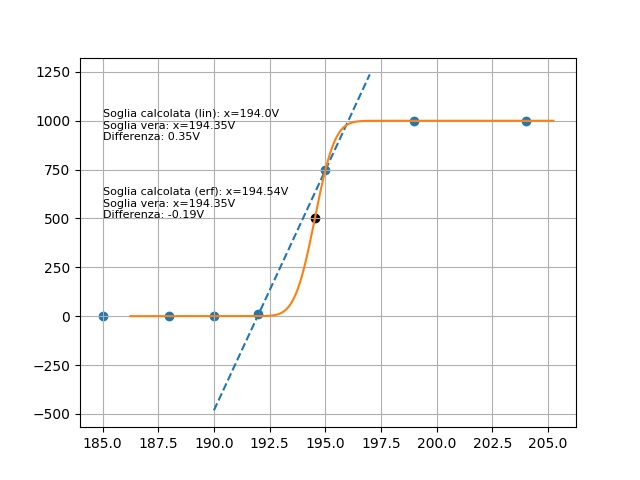 1250
1000
750
500
250
0
−250
−500
Soglia calcolata (lin): x=194.0V
Soglia vera: x=194.35V
Differenza: 0.35V
Soglia calcolata (erf): x=194.54V
Soglia vera: x=194.35V
Differenza: -0.19V
185.0 187.5 190.0 192.5 195.0 197.5 200.0 202.5 205.0